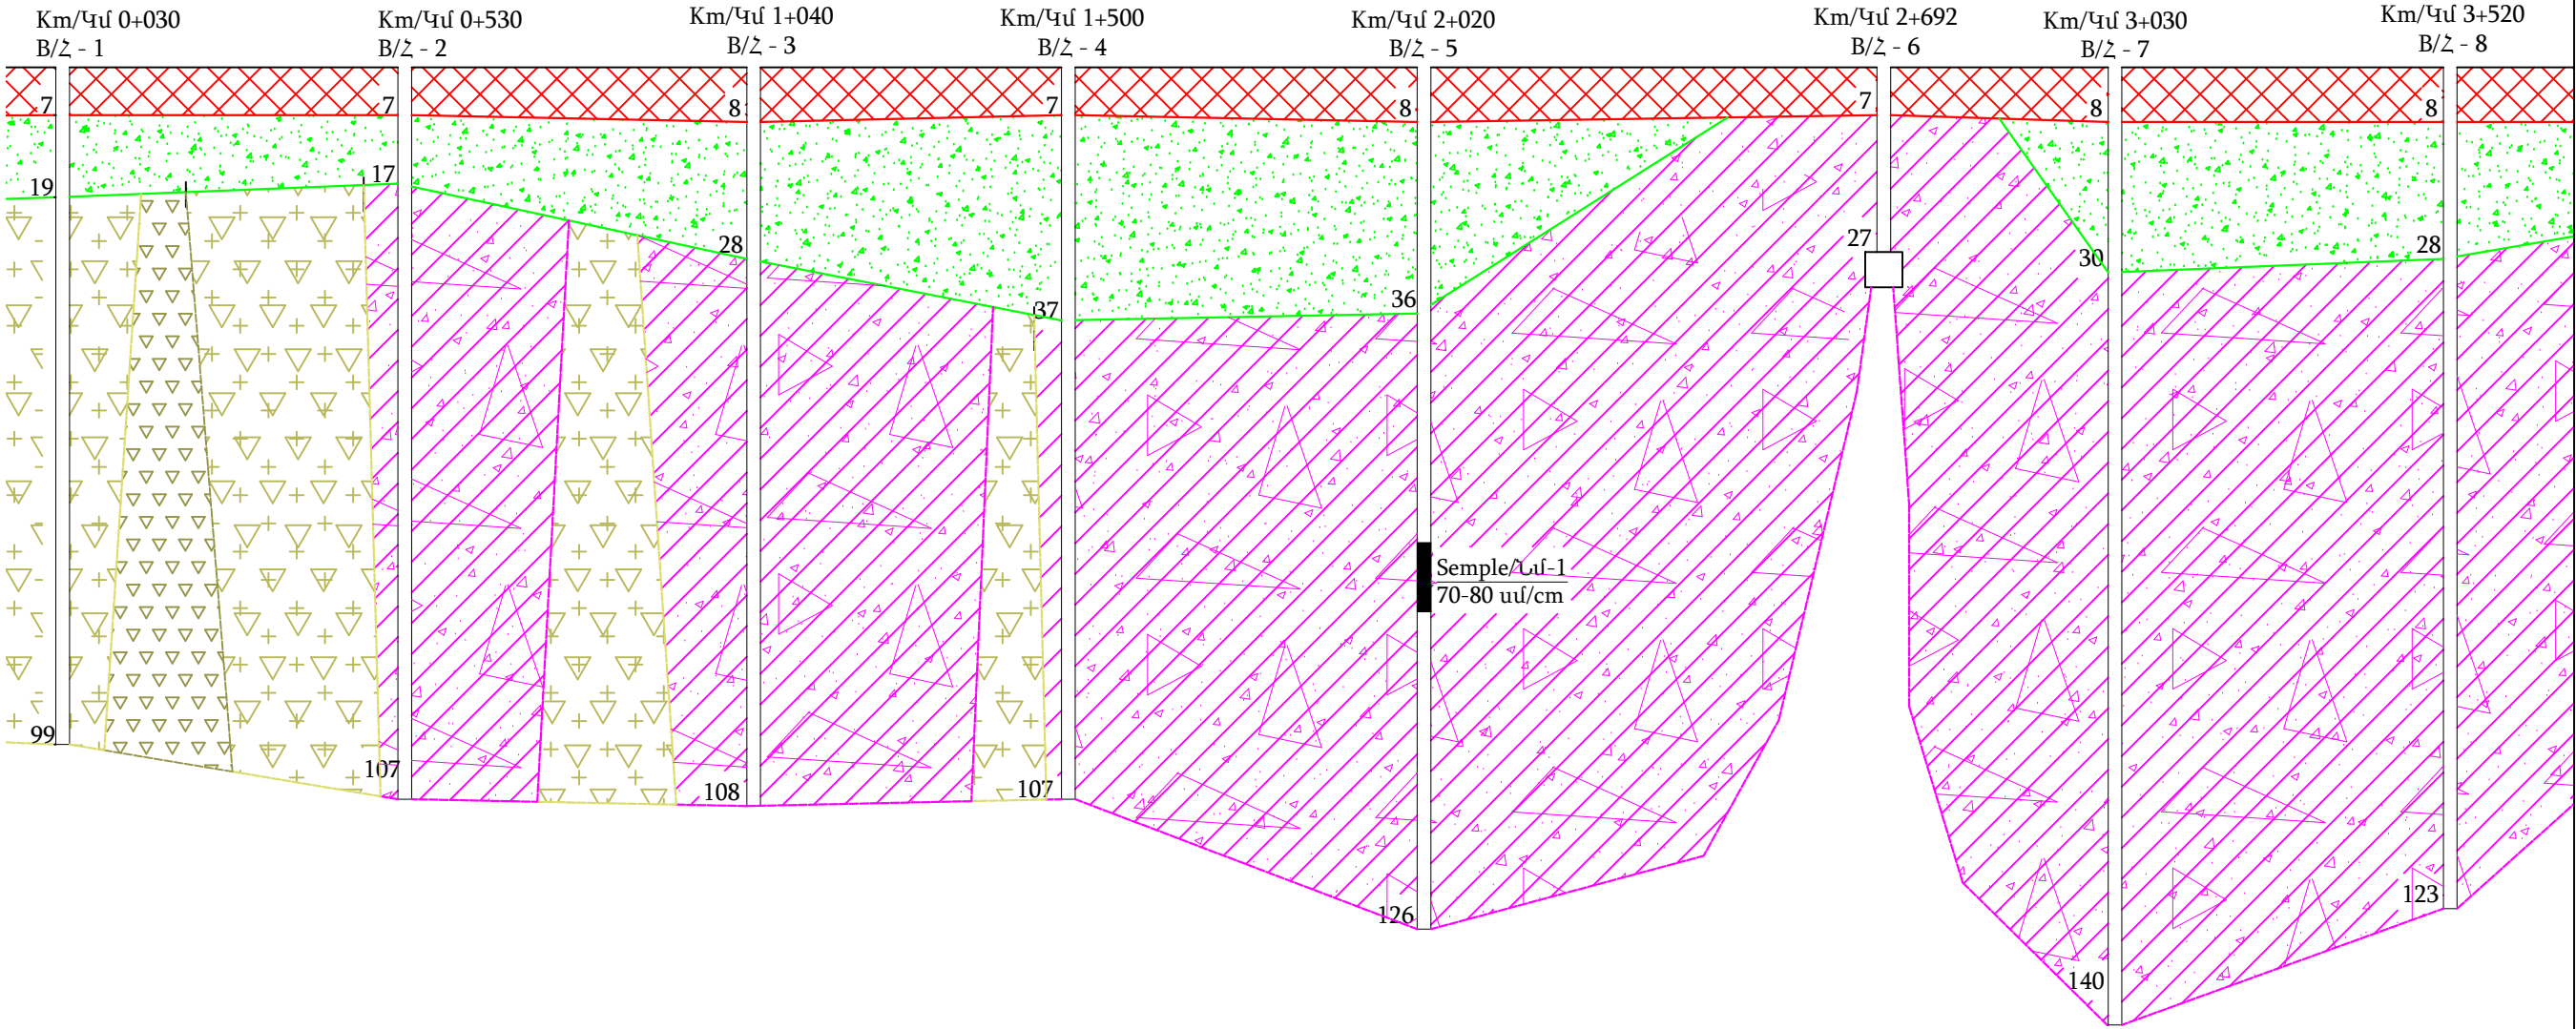 Km/Կմ 0+030
B/Հ - 1
Km/Կմ 0+530
B/Հ - 2
Km/Կմ 1+040
B/Հ - 3
Km/Կմ 1+500
B/Հ - 4
Km/Կմ 2+020
B/Հ - 5
Km/Կմ 2+692
B/Հ - 6
Km/Կմ 3+030
B/Հ - 7
Km/Կմ 3+520
B/Հ - 8
7
7
8
7
8
7
8
8
19
17
28
37
36
27
30
28
Semple/Նմ-1
70-80 սմ/cm
99
107
108
107
126
140
123